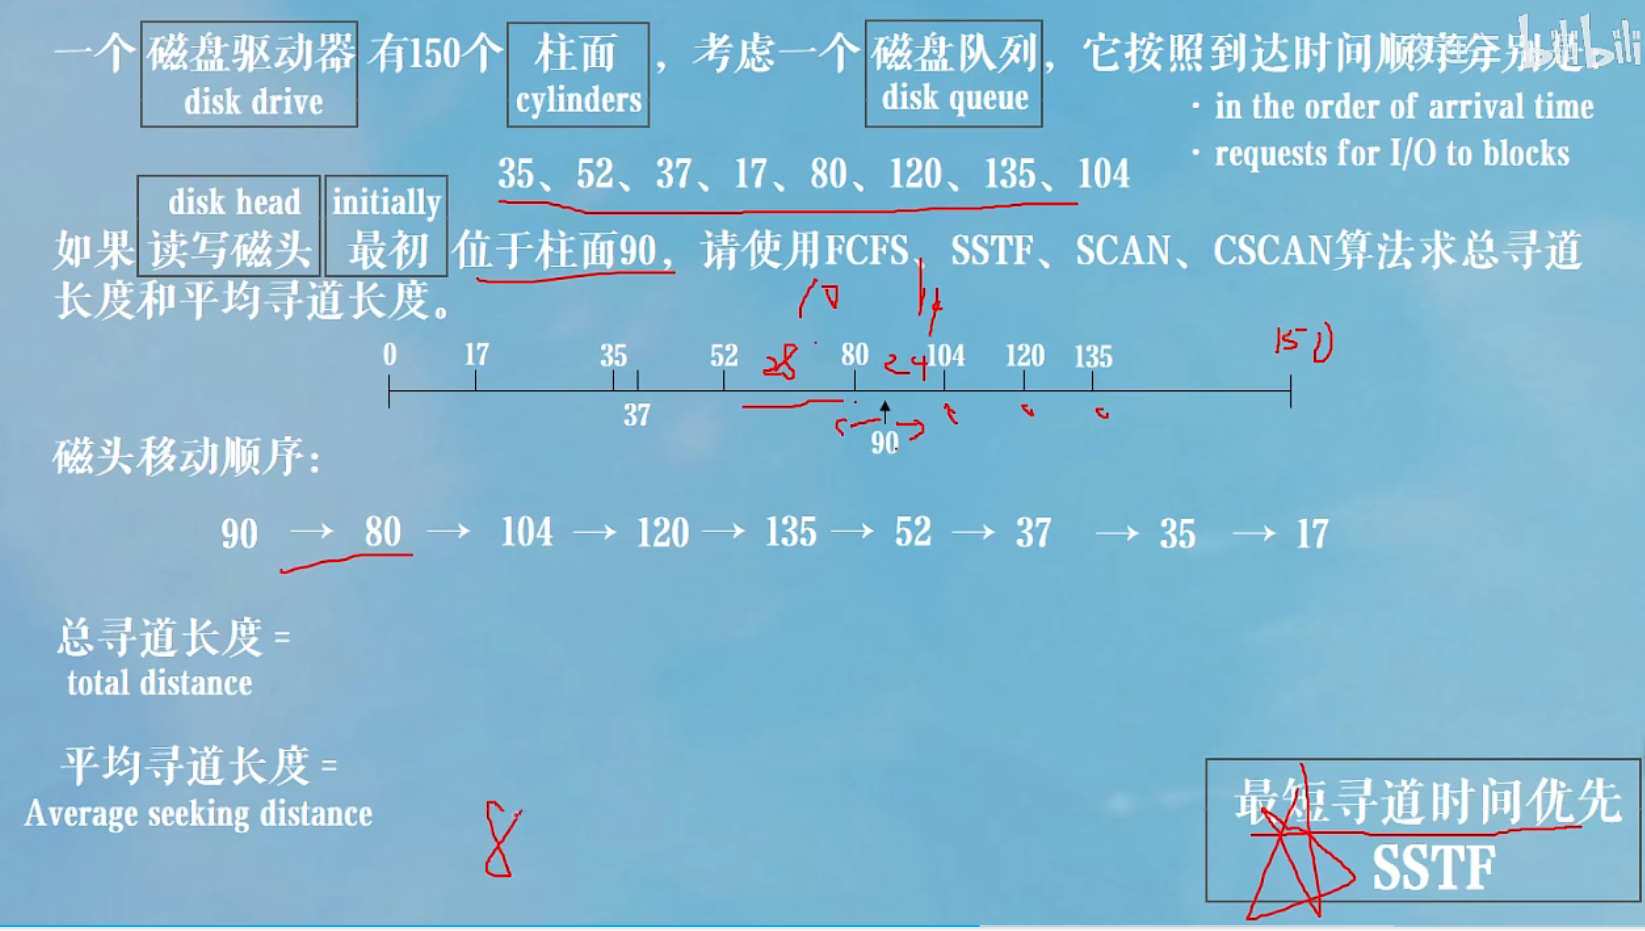 一个 磁盘驱动器 有150个 柱面 ，考虑一个 磁盘队列，它按照到达时间顺序分别是：
bilibili
disk drive cylinders disk queue
· in the order of arrival time
· requests for I/O to blocks
35、52、37、17、80、120、135、104
disk head initially
如果 读写磁头 最初 位于柱面90，请使用FCFS、SSTF、SCAN、CSCAN算法求总寻道
长度和平均寻道长度。
10 14
0 17 35 52 28 80 24 104 120 135 150
37 90
磁头移动顺序：
90 → 80 → 104 → 120 → 135 → 52 → 37 → 35 → 17
总寻道长度 =
total distance
平均寻道长度 =
Average seeking distance
8
最短寻道时间优先
SSTF